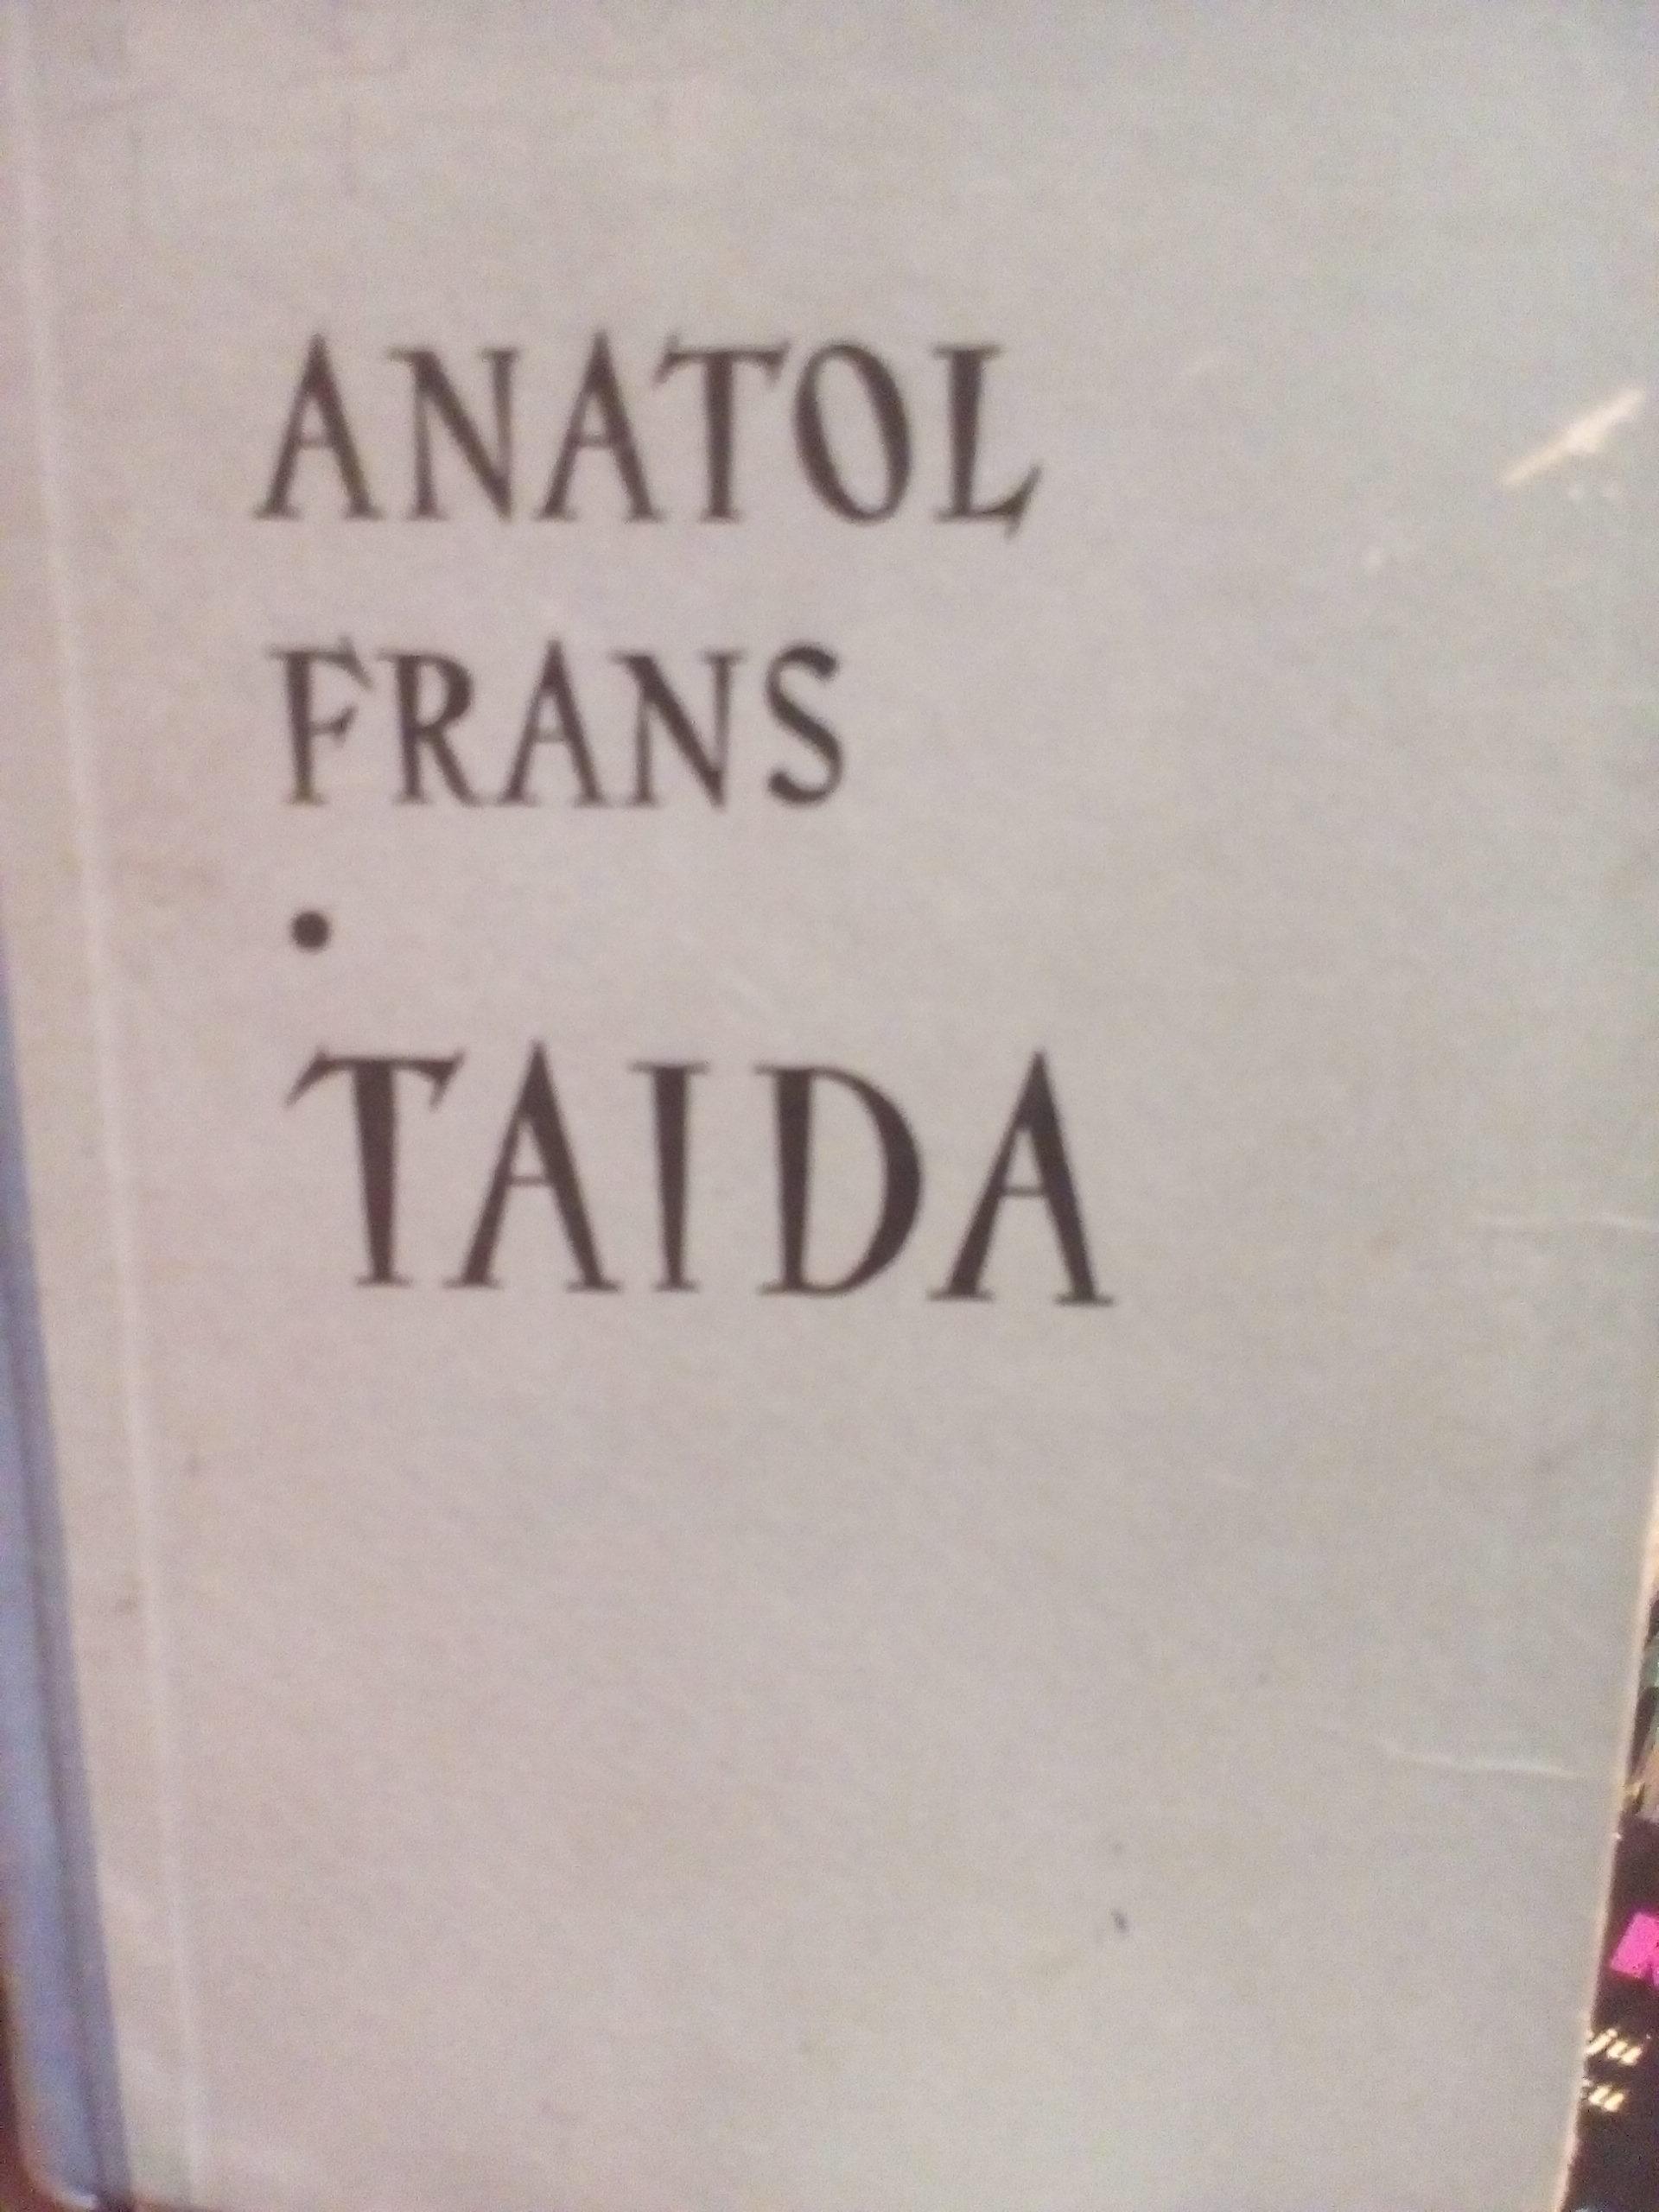 ANATOL
FRANS
•
TAIDA